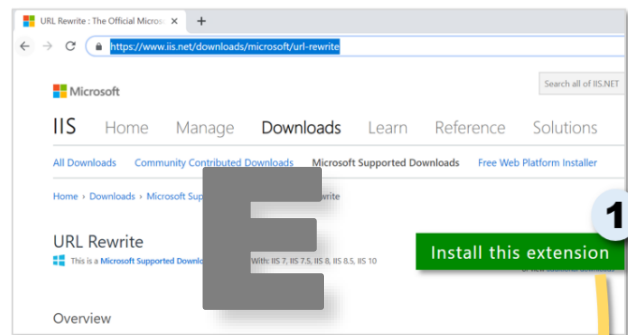 URL Rewrite : The Official Micros
https://www.iis.net/downloads/microsoft/url-rewrite
Microsoft
Search all of IIS.NET
IIS Home Manage Downloads Learn Reference Solutions
All Downloads Community Contributed Downloads Microsoft Supported Downloads Free Web Platform Installer
Home › Downloads › Microsoft Sup write
1
URL Rewrite
Install this extension
This is a Microsoft Supported Downlo With: IIS 7, IIS 7.5, IIS 8, IIS 8.5, IIS 10
E
Overview